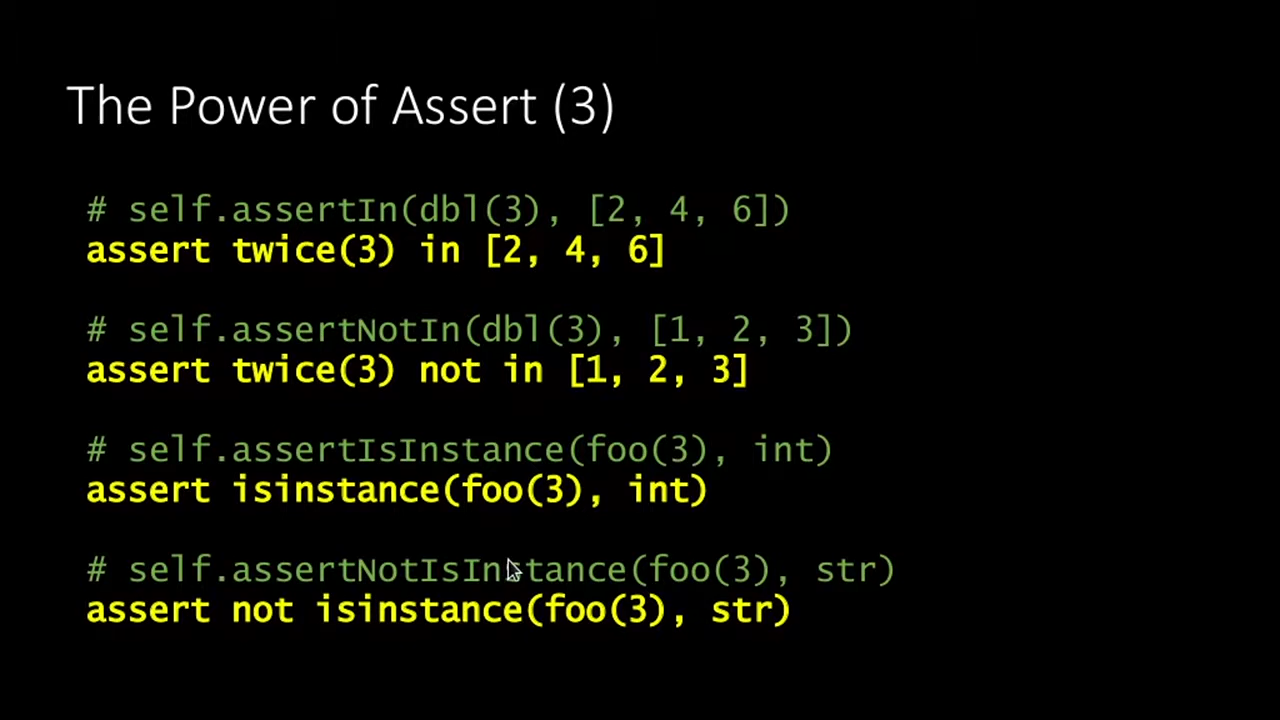 The Power of Assert (3)
# self.assertIn(dbl(3), [2, 4, 6])
assert twice(3) in [2, 4, 6]
# self.assertNotIn(dbl(3), [1, 2, 3])
assert twice(3) not in [1, 2, 3]
# self.assertIsInstance(foo(3), int)
assert isinstance(foo(3), int)
# self.assertNotIsInstance(foo(3), str)
assert not isinstance(foo(3), str)